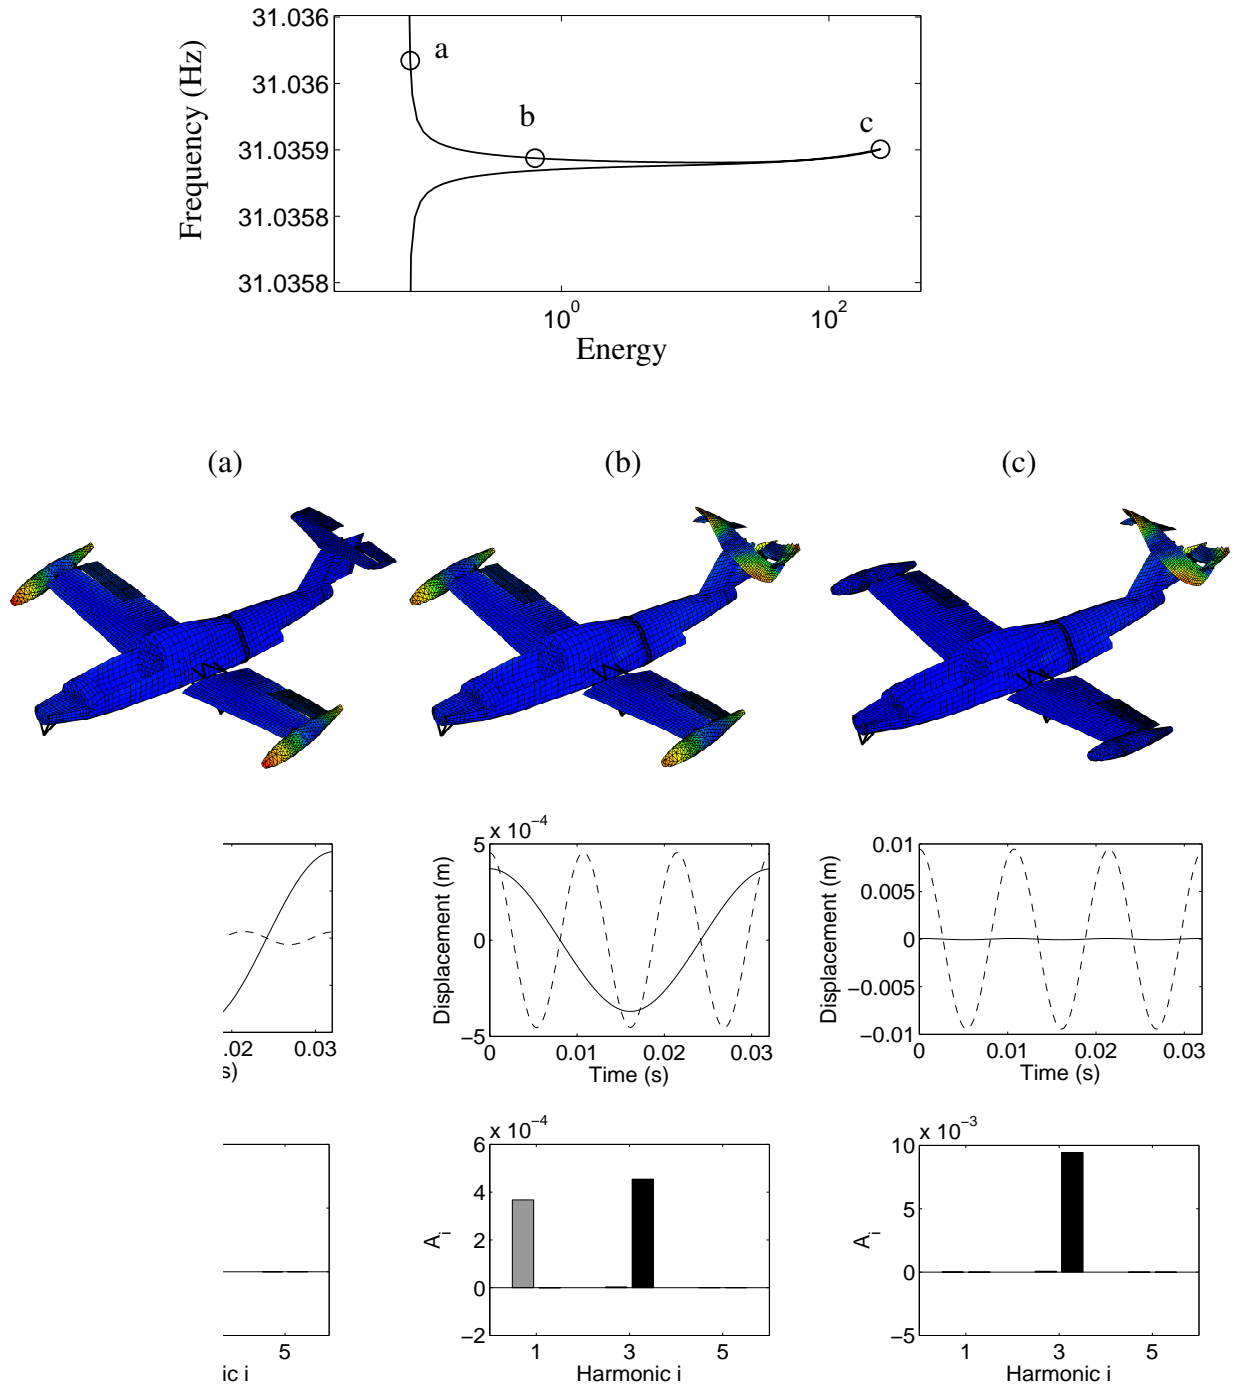 31.036
31.036
31.0359
31.0358
31.0358
Frequency (Hz)
a
b
c
10^0
10^2
Energy
(a)
(b)
(c)
.02
0.03
s)
x 10^−4
5
0
−5
Displacement (m)
0
0.01
0.02
0.03
Time (s)
0.01
0.005
0
−0.005
−0.01
Displacement (m)
0
0.01
0.02
0.03
Time (s)
5
ic i
x 10^−4
6
4
2
0
−2
A_i
1
3
5
Harmonic i
x 10^−3
10
5
0
−5
A_i
1
3
5
Harmonic i